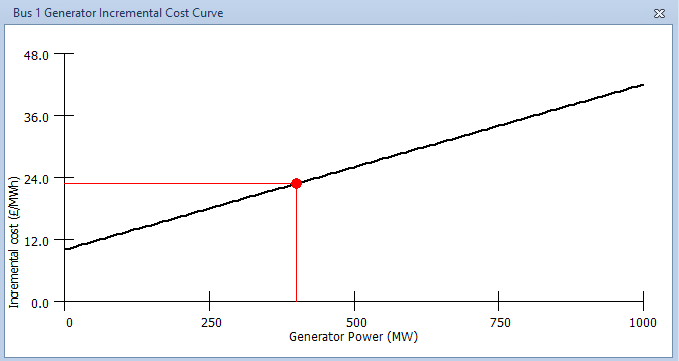 Bus 1 Generator Incremental Cost Curve
Incremental cost (£/MWh)
48.0
36.0
24.0
12.0
0.0
0 250 500 750 1000
Generator Power (MW)